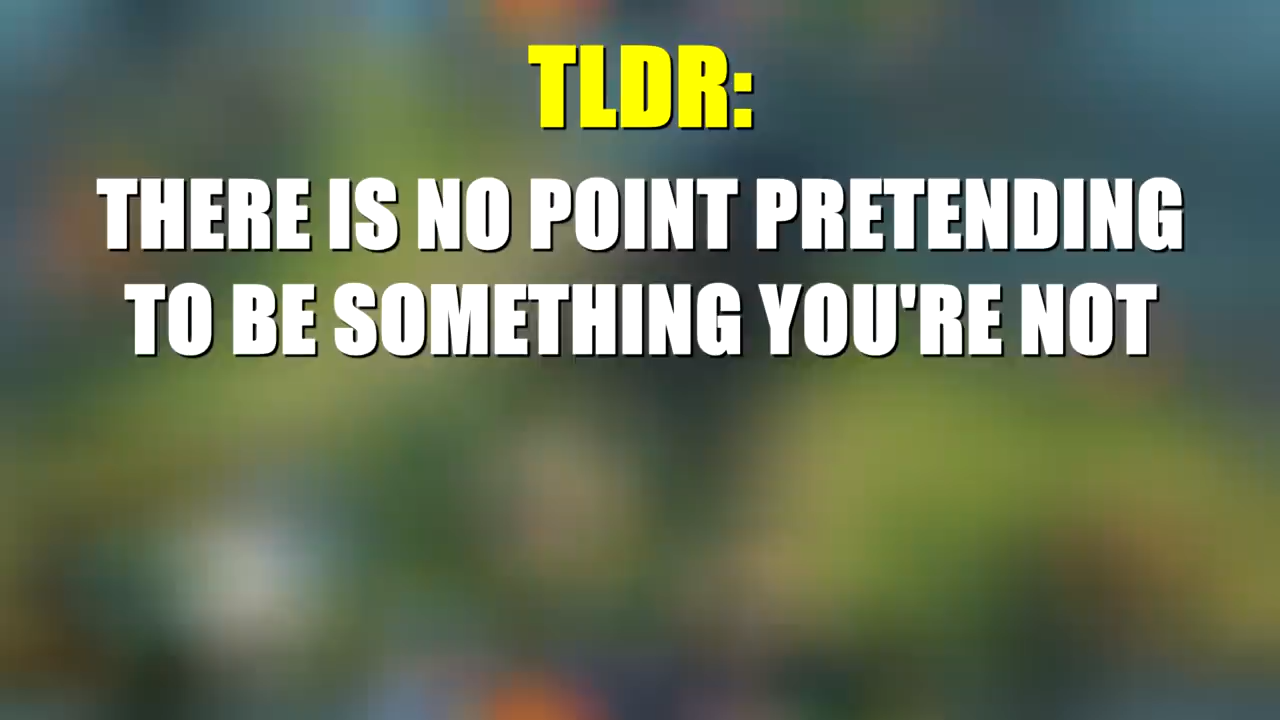 TLDR:
THERE IS NO POINT PRETENDING
TO BE SOMETHING YOU'RE NOT